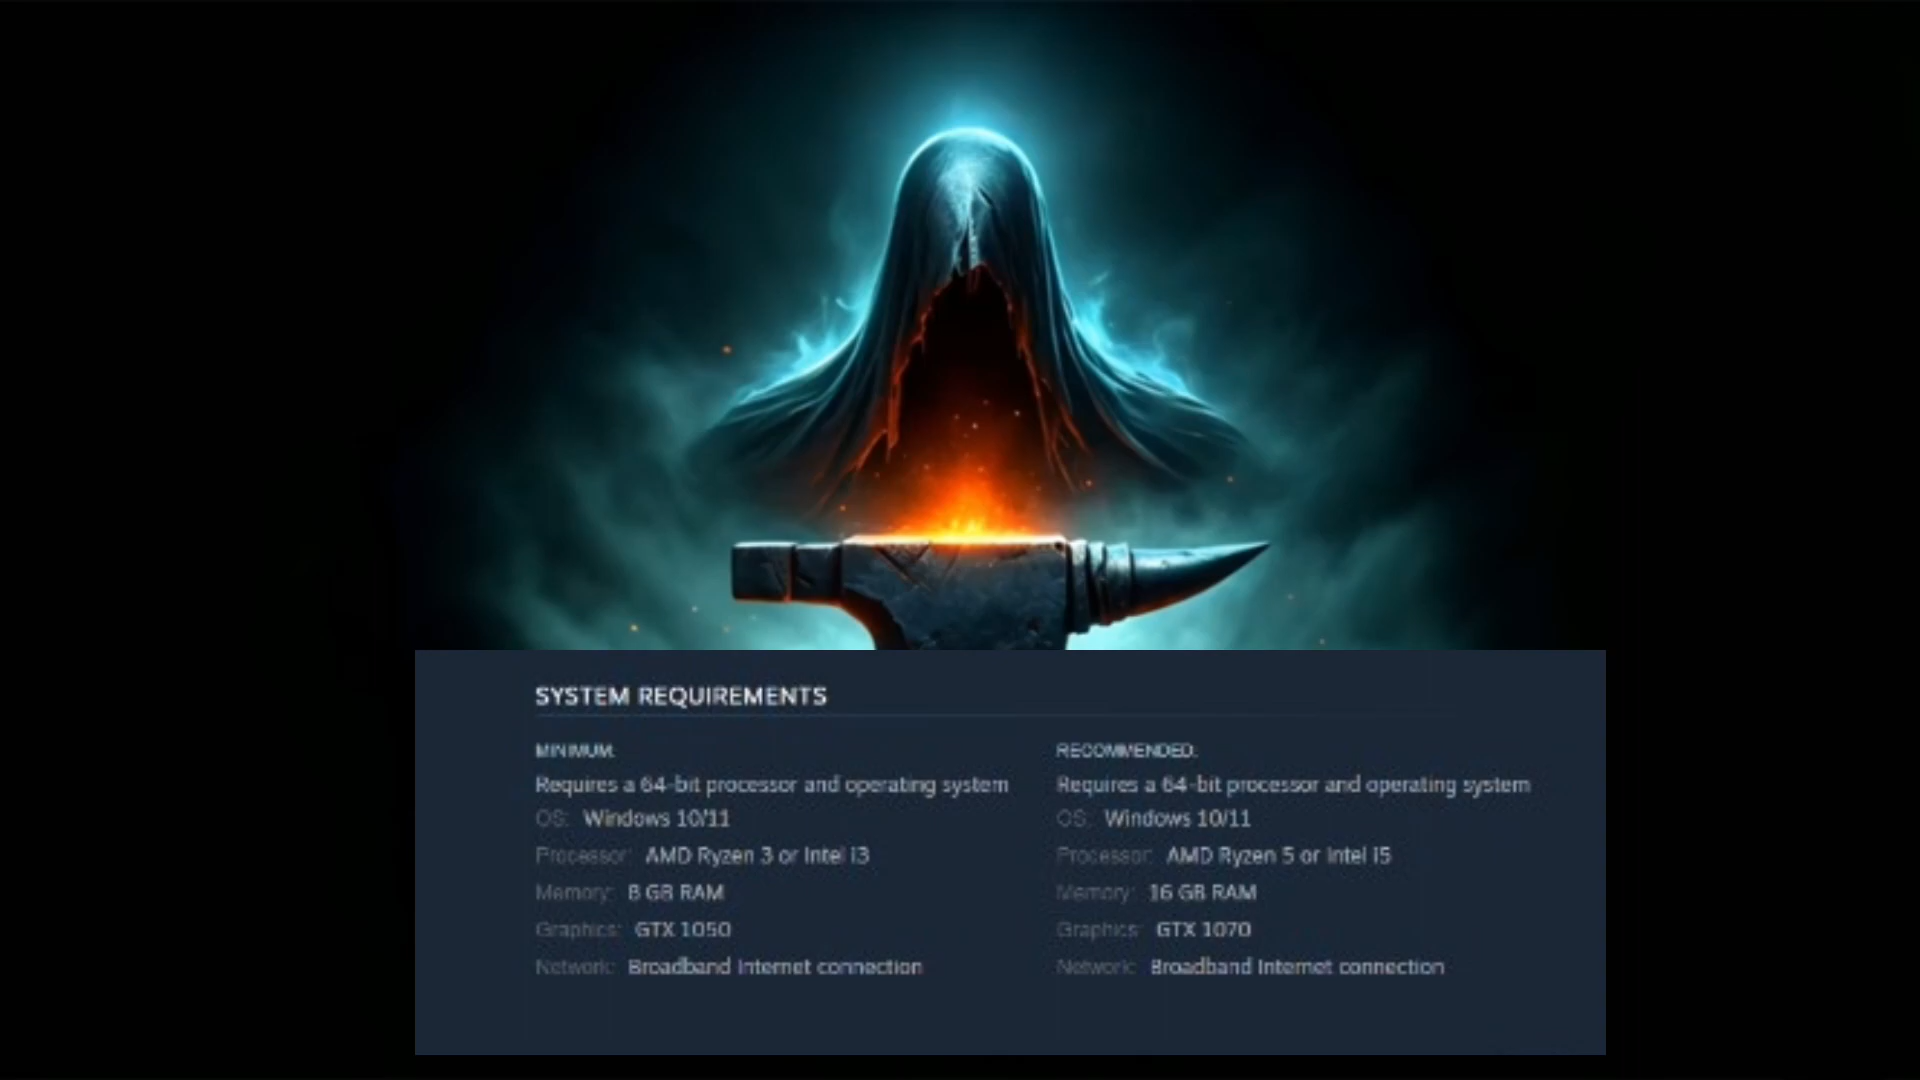 SYSTEM REQUIREMENTS
MINIMUM:
Requires a 64-bit processor and operating system
OS: Windows 10/11
Processor: AMD Ryzen 3 or Intel i3
Memory: 8 GB RAM
Graphics: GTX 1050
Network: Broadband Internet connection
RECOMMENDED:
Requires a 64-bit processor and operating system
OS: Windows 10/11
Processor: AMD Ryzen 5 or Intel i5
Memory: 16 GB RAM
Graphics: GTX 1070
Network: Broadband Internet connection